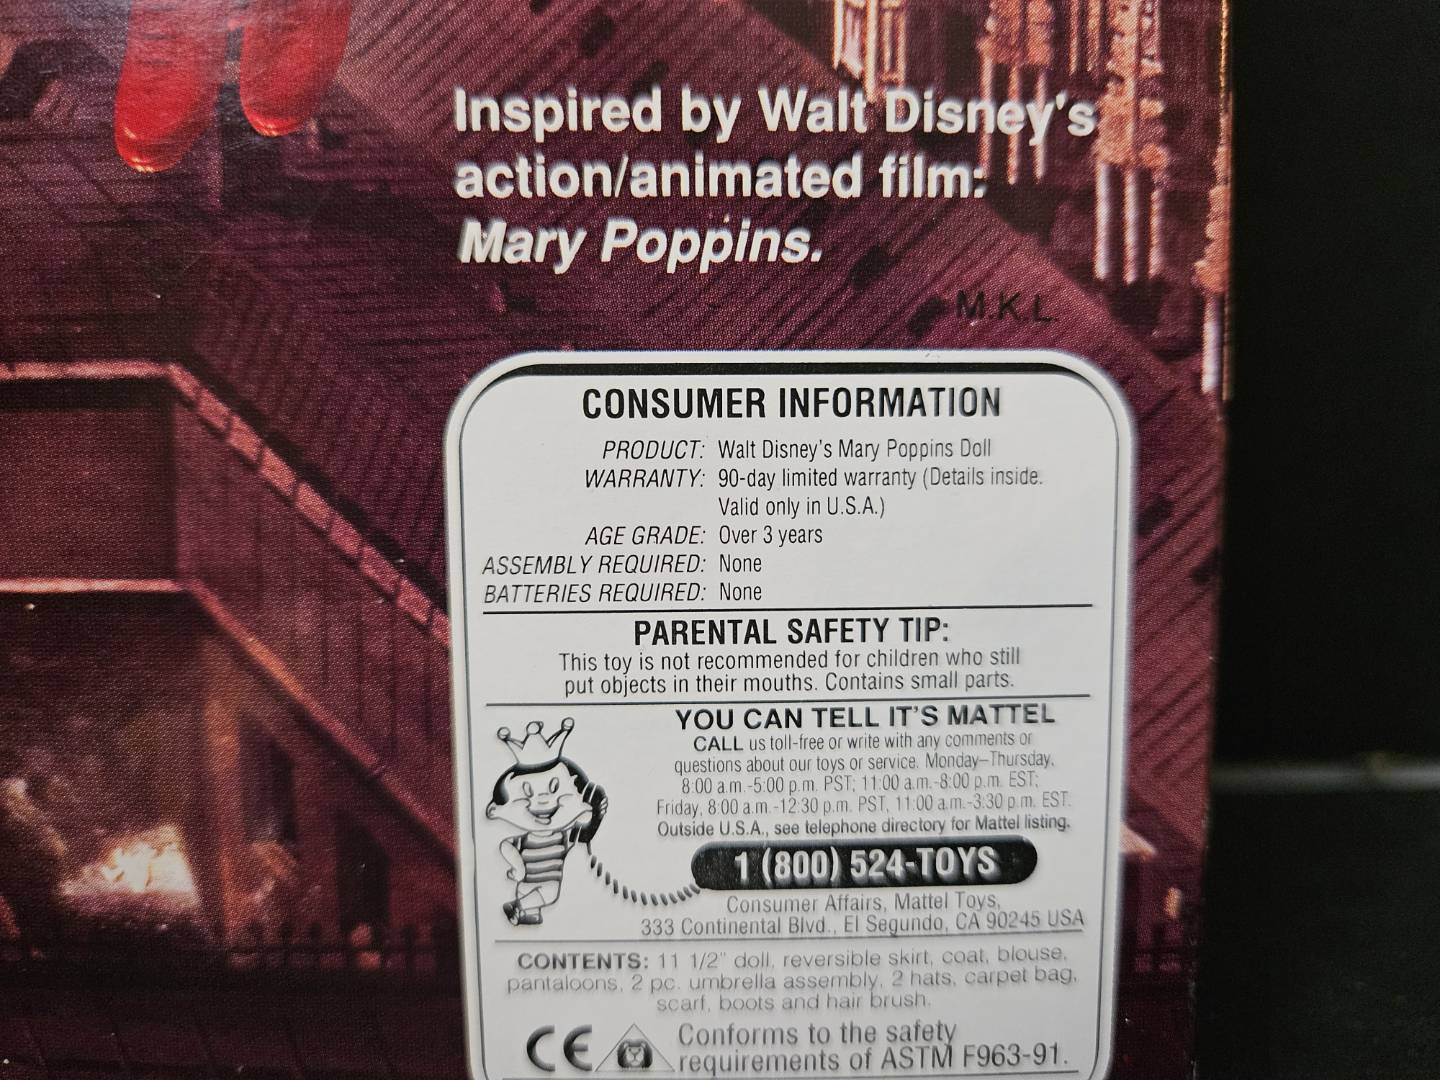 Inspired by Walt Disney's
action/animated film:
Mary Poppins.
M.K.L.
CONSUMER INFORMATION
PRODUCT: Walt Disney's Mary Poppins Doll
WARRANTY: 90-day limited warranty (Details inside.
Valid only in U.S.A.)
AGE GRADE: Over 3 years
ASSEMBLY REQUIRED: None
BATTERIES REQUIRED: None
PARENTAL SAFETY TIP:
This toy is not recommended for children who still
put objects in their mouths. Contains small parts.
YOU CAN TELL IT'S MATTEL
CALL us toll-free or write with any comments or
questions about our toys or service. Monday–Thursday,
8:00 a.m.-5:00 p.m. PST; 11:00 a.m.-8:00 p.m. EST;
Friday, 8:00 a.m.-12:30 p.m. PST, 11:00 a.m.-3:30 p.m. EST.
Outside U.S.A., see telephone directory for Mattel listing.
1 (800) 524-TOYS
Consumer Affairs, Mattel Toys,
333 Continental Blvd., El Segundo, CA 90245 USA
CONTENTS: 11 1/2" doll, reversible skirt, coat, blouse,
pantaloons, 2 pc. umbrella assembly, 2 hats, carpet bag,
scarf, boots and hair brush.
CE Conforms to the safety
requirements of ASTM F963-91.